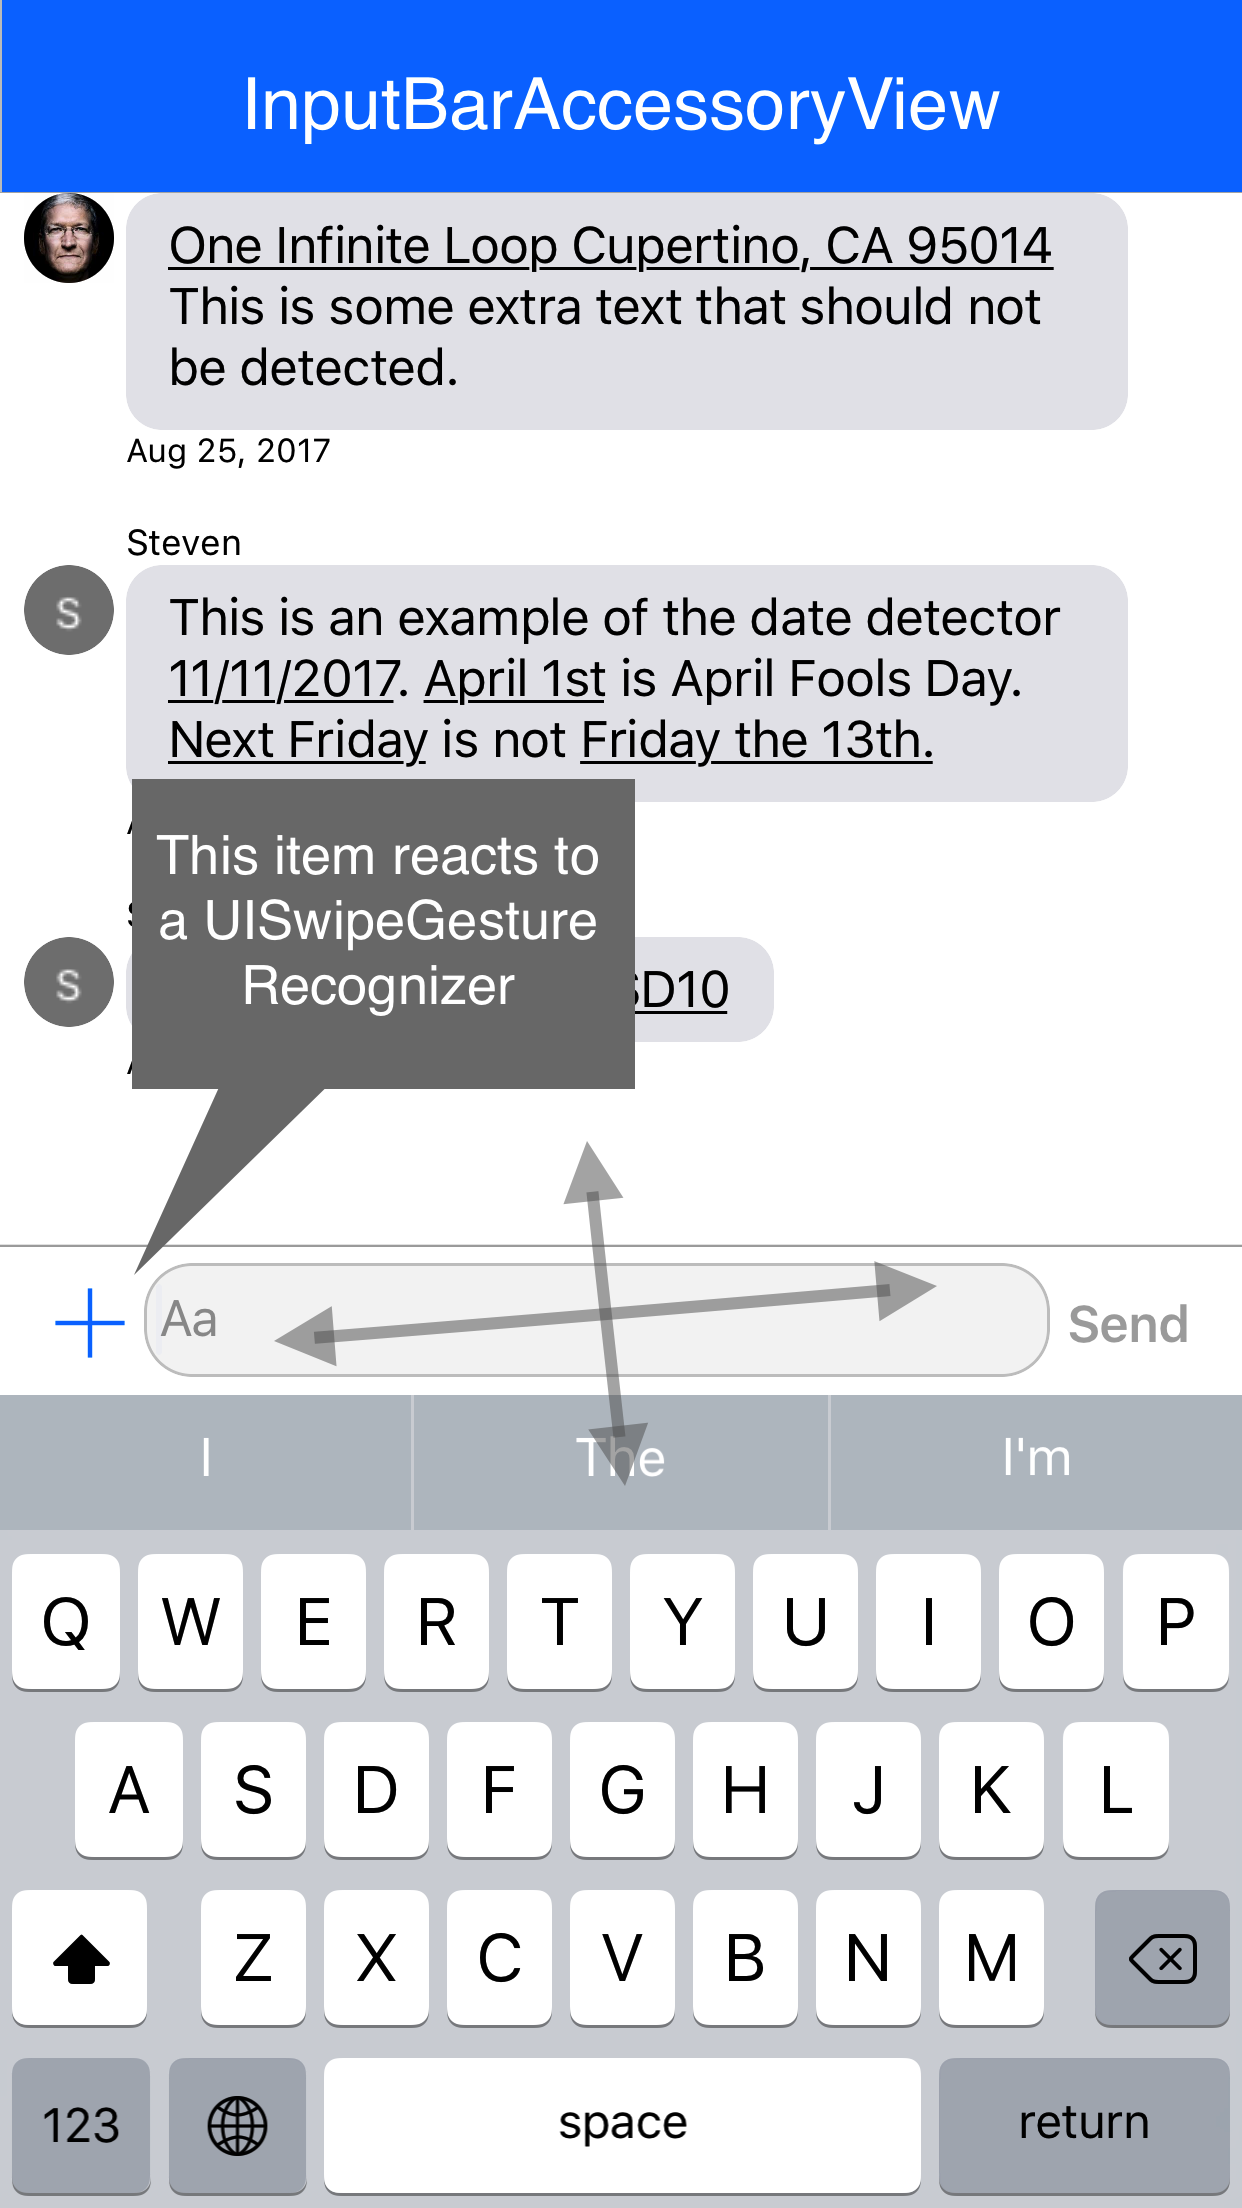 InputBarAccessoryView
One Infinite Loop Cupertino, CA 95014
This is some extra text that should not
be detected.
Aug 25, 2017
Steven
S
This is an example of the date detector
11/11/2017. April 1st is April Fools Day.
Next Friday is not Friday the 13th.
This item reacts to
a UISwipeGesture
Recognizer
S
SD10
Aa
Send
I
The
I'm
Q W E R T Y U I O P
A S D F G H J K L
Z X C V B N M
123
space
return